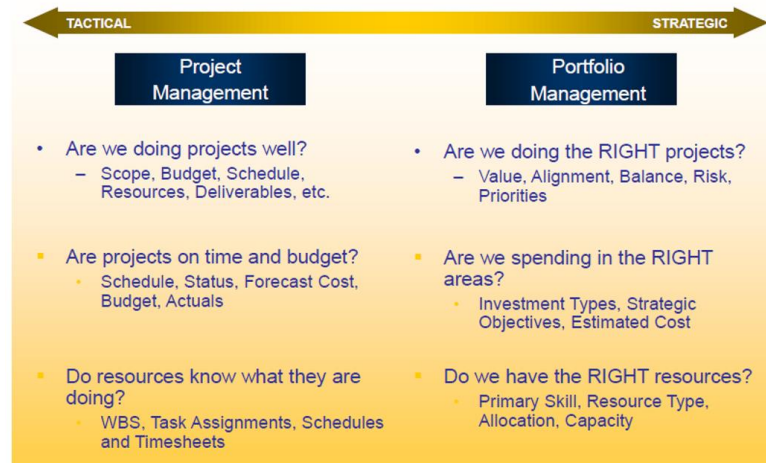 TACTICAL
STRATEGIC
Project
Management
• Are we doing projects well?
– Scope, Budget, Schedule,
Resources, Deliverables, etc.
▪ Are projects on time and budget?
▪ Schedule, Status, Forecast Cost,
Budget, Actuals
▪ Do resources know what they are
doing?
▪ WBS, Task Assignments, Schedules
and Timesheets
Portfolio
Management
• Are we doing the RIGHT projects?
– Value, Alignment, Balance, Risk,
Priorities
▪ Are we spending in the RIGHT
areas?
▪ Investment Types, Strategic
Objectives, Estimated Cost
▪ Do we have the RIGHT resources?
▪ Primary Skill, Resource Type,
Allocation, Capacity